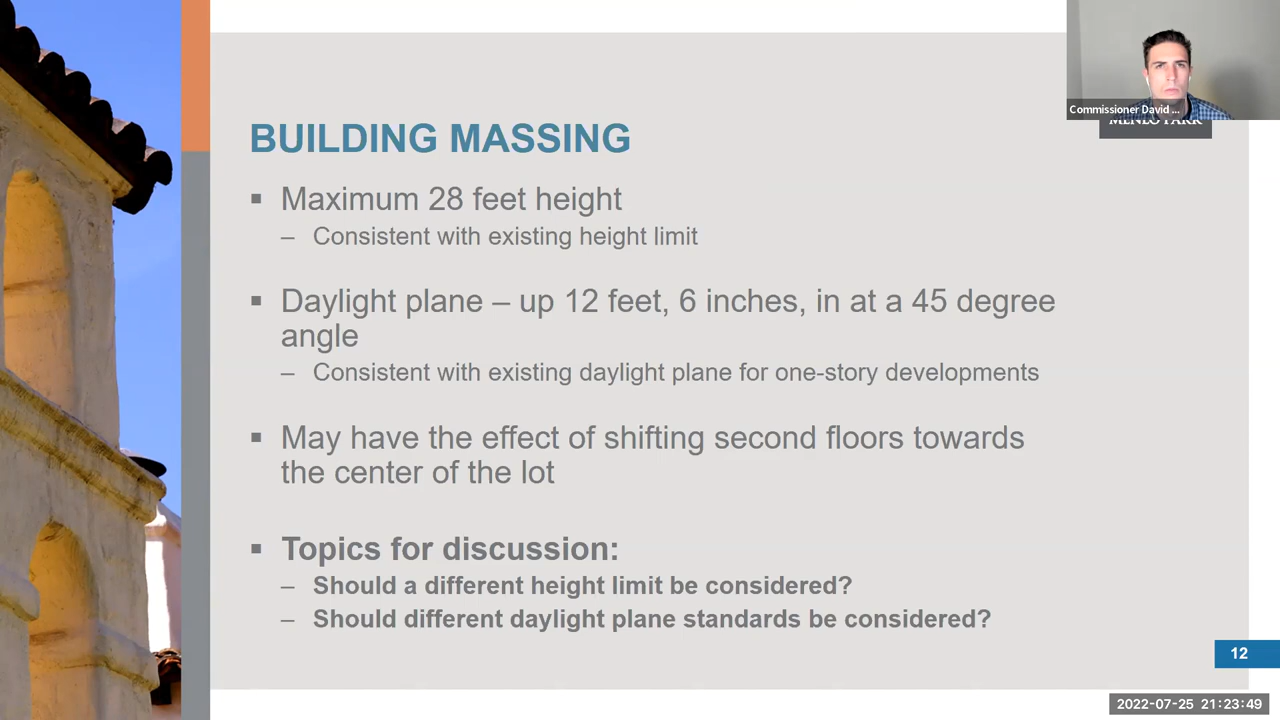 Commissioner David ...
MENLO PARK
BUILDING MASSING
▪ Maximum 28 feet height
– Consistent with existing height limit
▪ Daylight plane – up 12 feet, 6 inches, in at a 45 degree
angle
– Consistent with existing daylight plane for one-story developments
▪ May have the effect of shifting second floors towards
the center of the lot
▪ Topics for discussion:
– Should a different height limit be considered?
– Should different daylight plane standards be considered?
12
2022-07-25 21:23:49